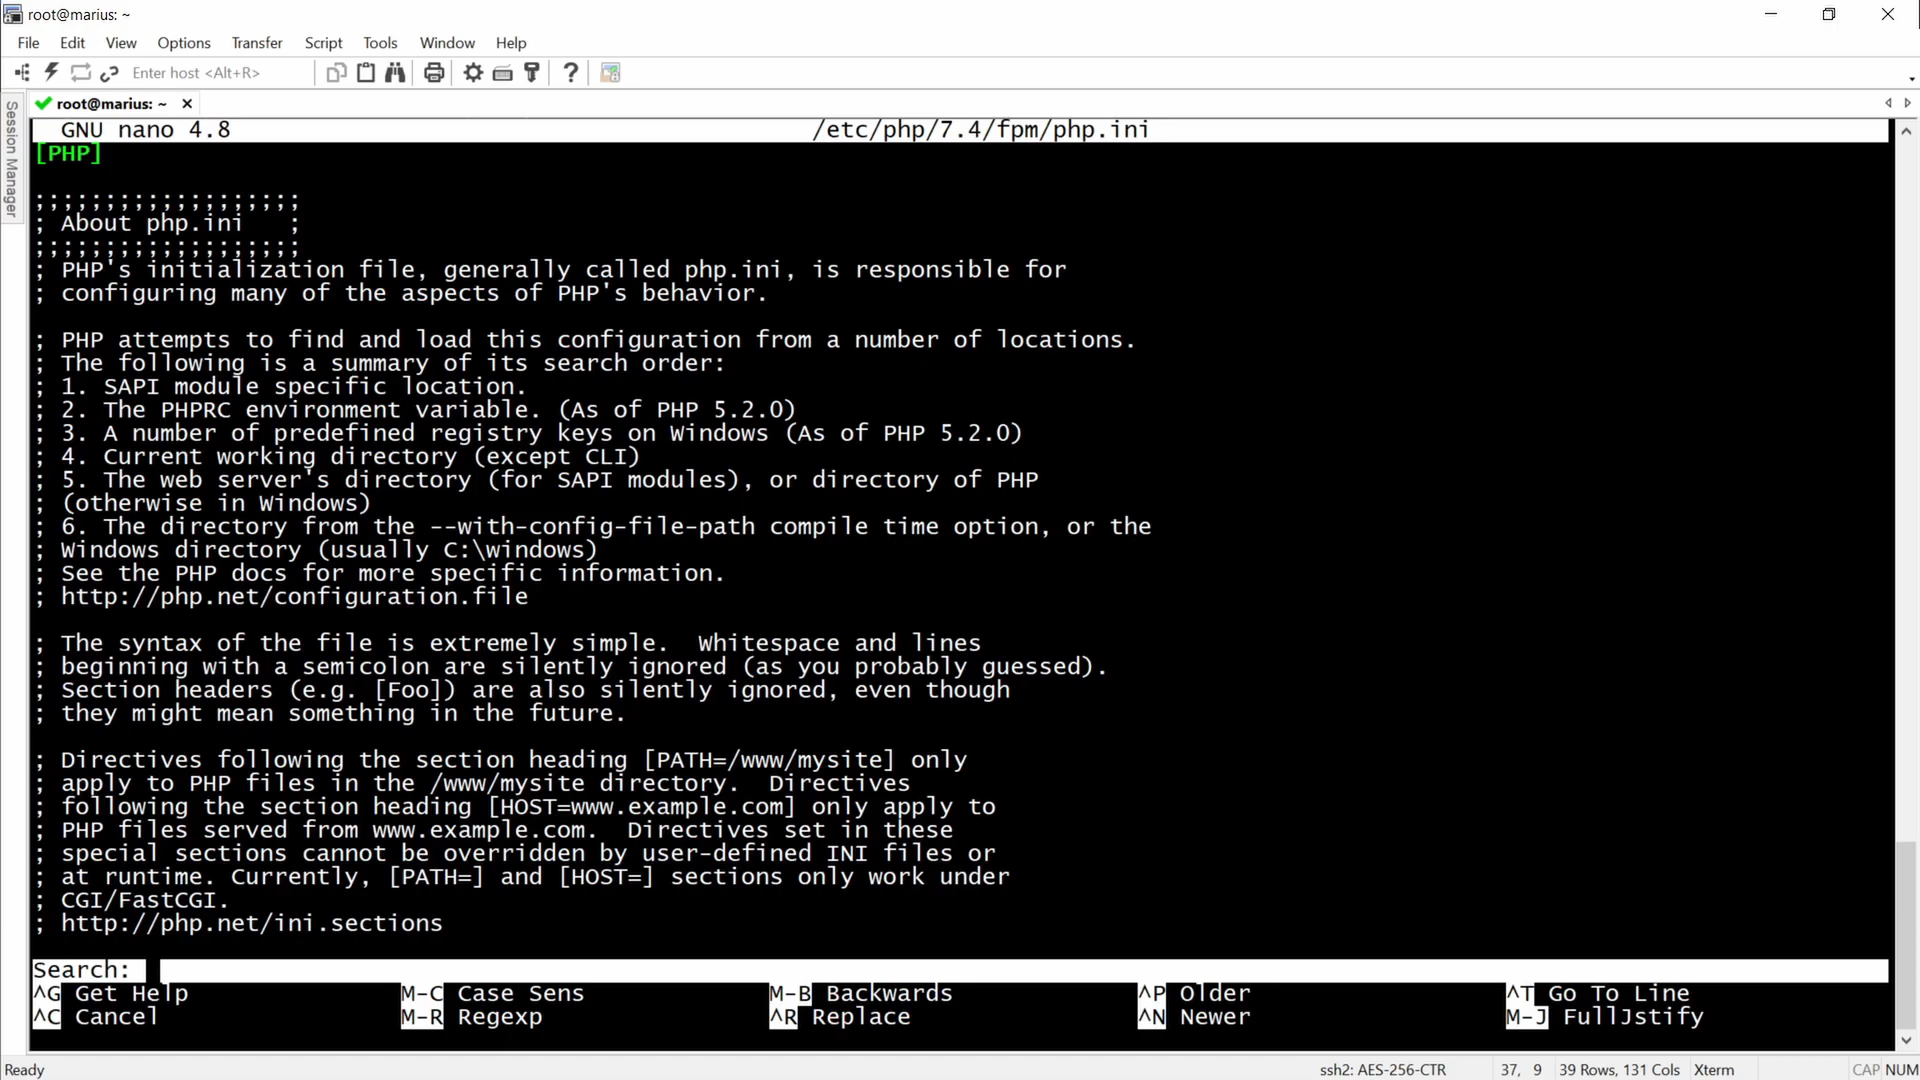 root@marius: ~
File Edit View Options Transfer Script Tools Window Help
Enter host <Alt+R>
Session Manager
root@marius: ~
GNU nano 4.8 /etc/php/7.4/fpm/php.ini
[PHP]
;;;;;;;;;;;;;;;;;;;
; About php.ini   ;
;;;;;;;;;;;;;;;;;;;
; PHP's initialization file, generally called php.ini, is responsible for
; configuring many of the aspects of PHP's behavior.
; PHP attempts to find and load this configuration from a number of locations.
; The following is a summary of its search order:
; 1. SAPI module specific location.
; 2. The PHPRC environment variable. (As of PHP 5.2.0)
; 3. A number of predefined registry keys on Windows (As of PHP 5.2.0)
; 4. Current working directory (except CLI)
; 5. The web server's directory (for SAPI modules), or directory of PHP
; (otherwise in Windows)
; 6. The directory from the --with-config-file-path compile time option, or the
; Windows directory (usually C:\windows)
; See the PHP docs for more specific information.
; http://php.net/configuration.file
; The syntax of the file is extremely simple.  Whitespace and lines
; beginning with a semicolon are silently ignored (as you probably guessed).
; Section headers (e.g. [Foo]) are also silently ignored, even though
; they might mean something in the future.
; Directives following the section heading [PATH=/www/mysite] only
; apply to PHP files in the /www/mysite directory.  Directives
; following the section heading [HOST=www.example.com] only apply to
; PHP files served from www.example.com.  Directives set in these
; special sections cannot be overridden by user-defined INI files or
; at runtime. Currently, [PATH=] and [HOST=] sections only work under
; CGI/FastCGI.
; http://php.net/ini.sections
Search:
^G Get Help M-C Case Sens M-B Backwards ^P Older ^T Go To Line
^C Cancel M-R Regexp ^R Replace ^N Newer M-J FullJstify
Ready ssh2: AES-256-CTR 37, 9 39 Rows, 131 Cols Xterm CAP NUM